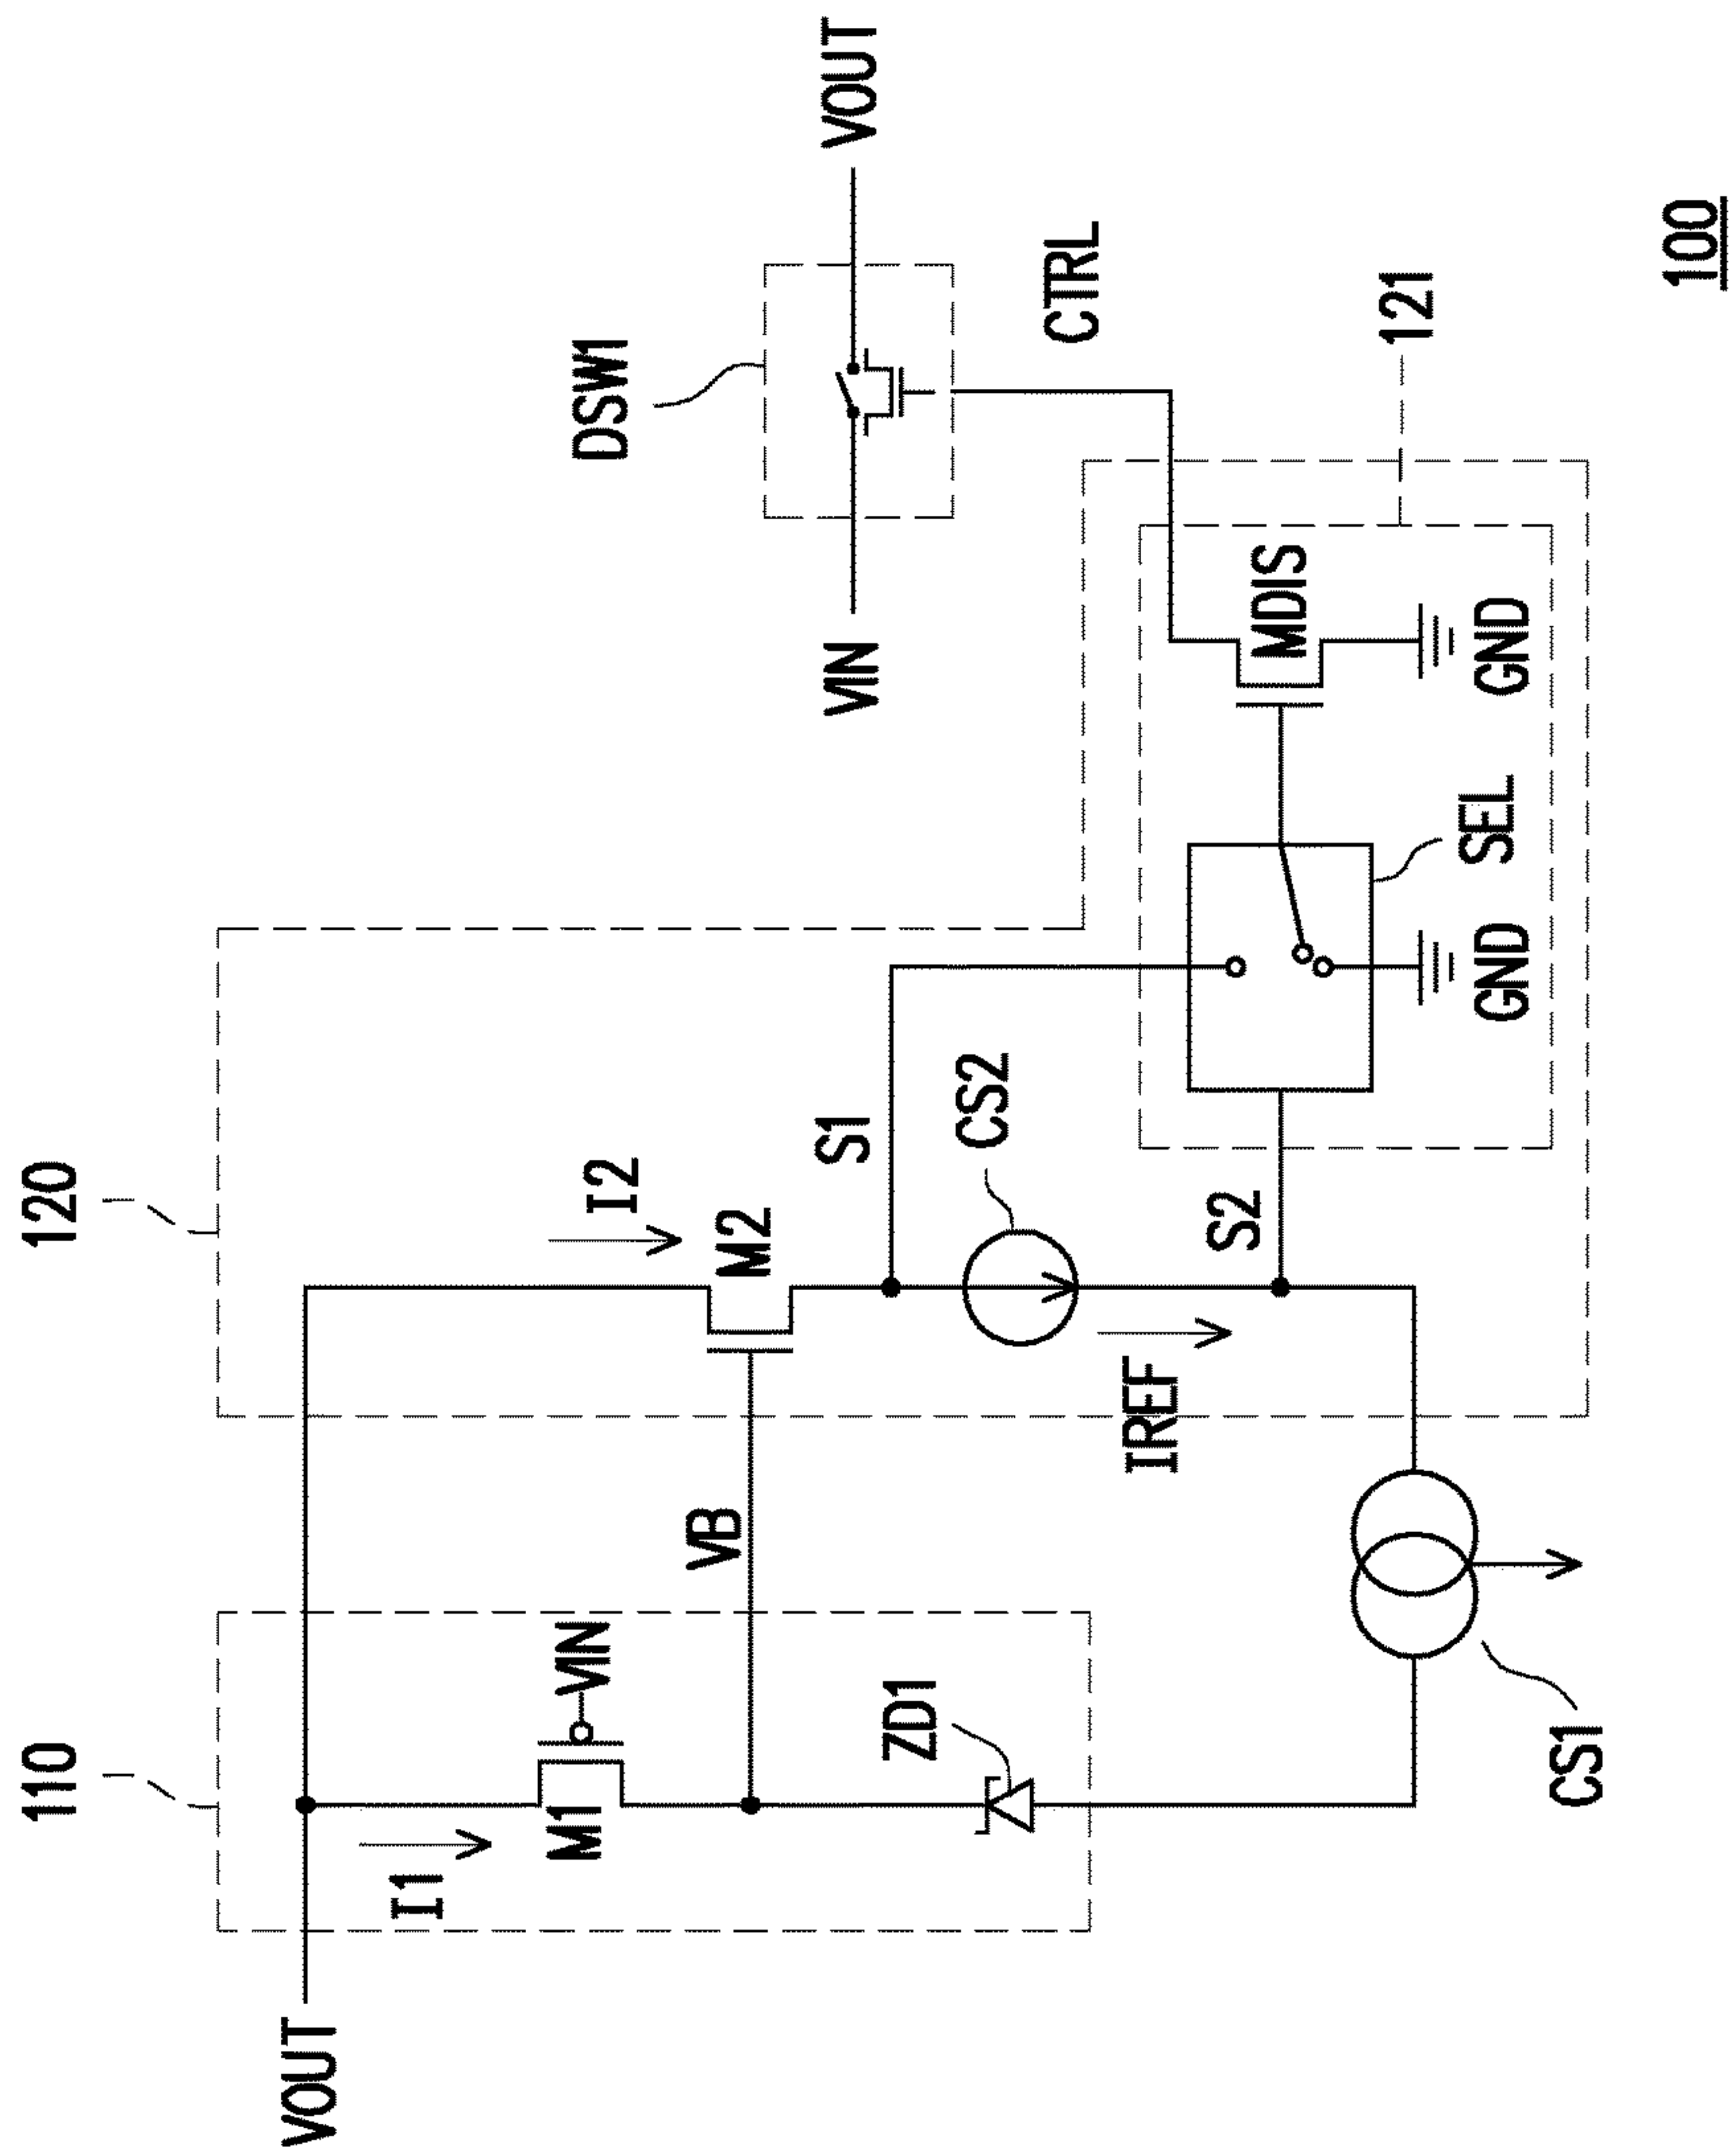 110
120
VOUT
I1
M1
VIN
VB
I2
M2
ZD1
S1
CS2
IREF
S2
CS1
SEL
GND
MDIS
GND
121
VIN
DSW1
VOUT
CTRL
100